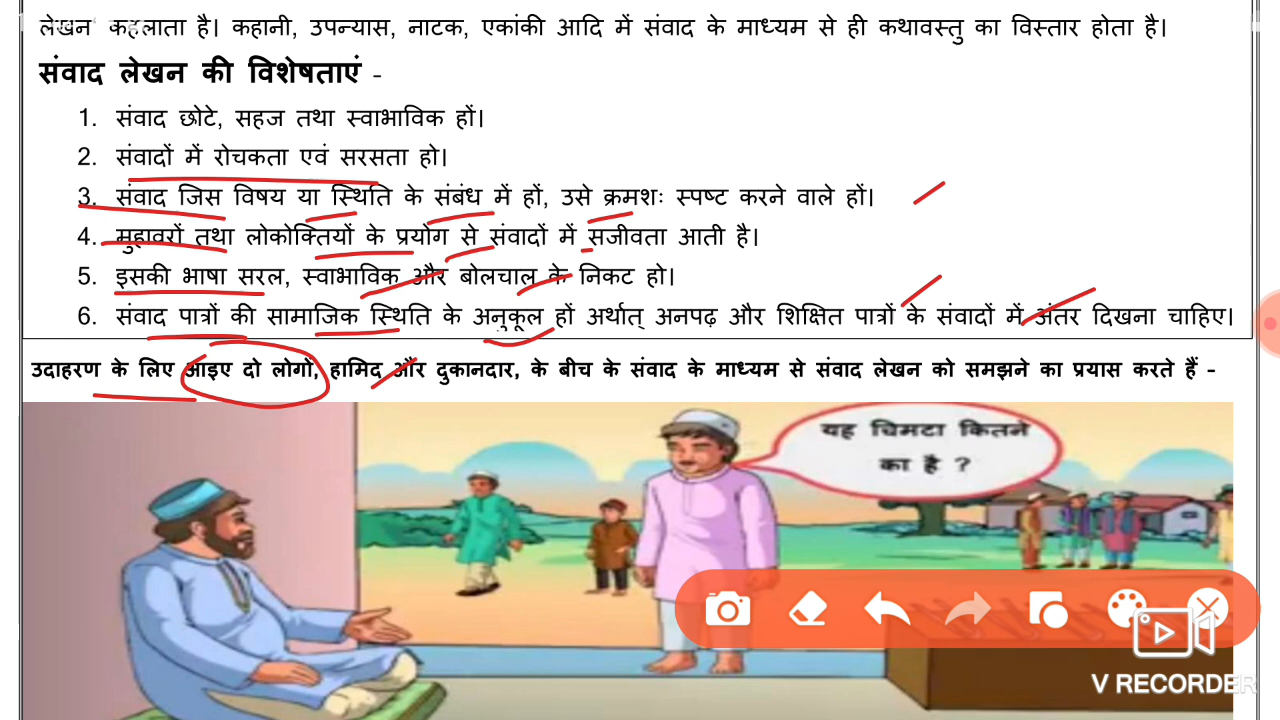 लेखन कहलाता है। कहानी, उपन्यास, नाटक, एकांकी आदि में संवाद के माध्यम से ही कथावस्तु का विस्तार होता है।
संवाद लेखन की विशेषताएं -
1. संवाद छोटे, सहज तथा स्वाभाविक हों।
2. संवादों में रोचकता एवं सरसता हो।
3. संवाद जिस विषय या स्थिति के संबंध में हों, उसे क्रमशः स्पष्ट करने वाले हों।
4. मुहावरों तथा लोकोक्तियों के प्रयोग से संवादों में सजीवता आती है।
5. इसकी भाषा सरल, स्वाभाविक और बोलचाल के निकट हो।
6. संवाद पात्रों की सामाजिक स्थिति के अनुकूल हों अर्थात् अनपढ़ और शिक्षित पात्रों के संवादों में अंतर दिखना चाहिए।
उदाहरण के लिए आइए दो लोगों, हामिद और दुकानदार, के बीच के संवाद के माध्यम से संवाद लेखन को समझने का प्रयास करते हैं -
यह चिमटा कितने
का है ?
V RECORDER